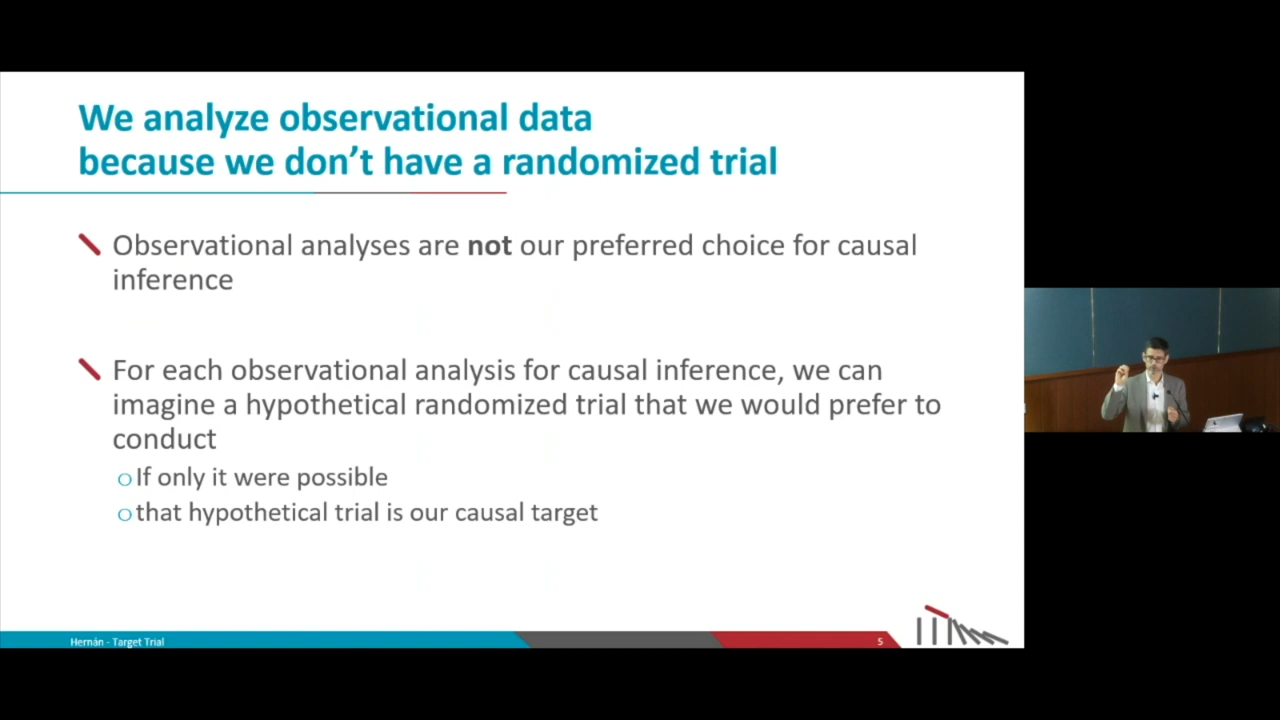 We analyze observational data
because we don't have a randomized trial
Observational analyses are not our preferred choice for causal
inference
For each observational analysis for causal inference, we can
imagine a hypothetical randomized trial that we would prefer to
conduct
If only it were possible
that hypothetical trial is our causal target
Hernán - Target Trial
5